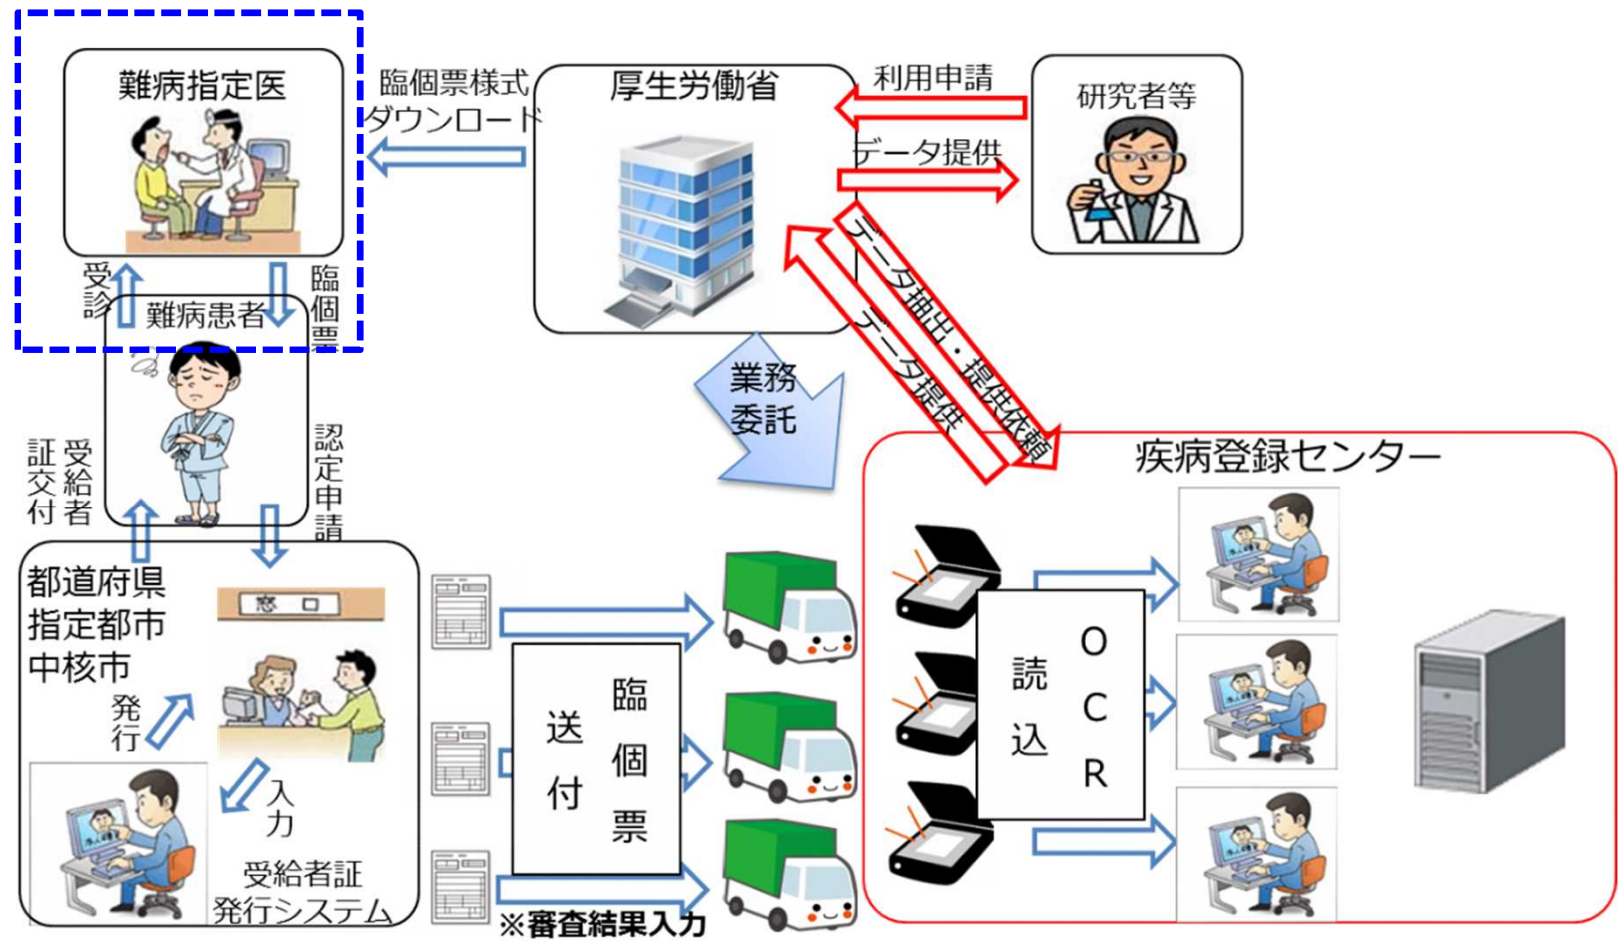 難病指定医
臨個票様式
ダウンロード
厚生労働省
利用申請
データ提供
研究者等
受診
臨個票
難病患者
データ抽出・提供依頼
データ提供
業務
委託
受給者
証交付
認定申請
疾病登録センター
都道府県
指定都市
中核市
窓 口
発行
入力
受給者証
発行システム
臨個票
送付
※審査結果入力
OCR
読込